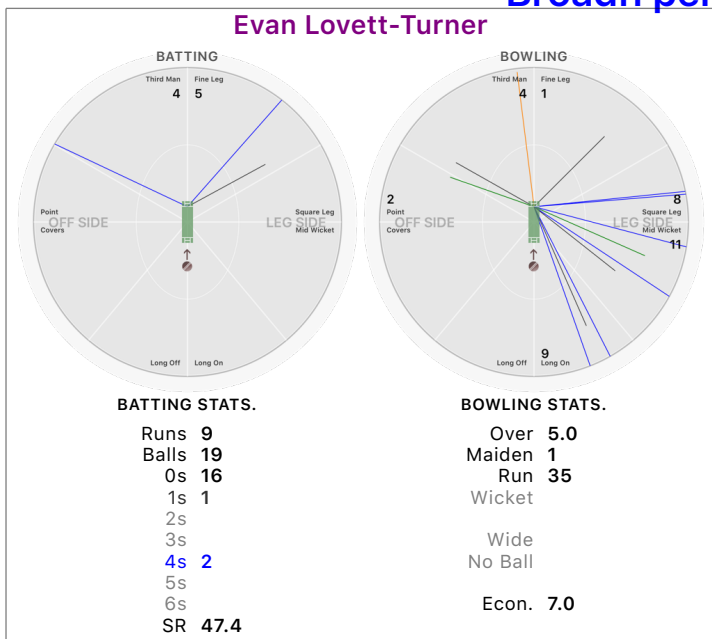 Evan Lovett-Turner
BATTING
Third Man Fine Leg
4 5
Point
OFF SIDE
Covers
Square Leg
LEG SIDE
Mid Wicket
Long Off Long On
BOWLING
Third Man Fine Leg
4 1
2
Point
OFF SIDE
Covers
8
Square Leg
LEG SIDE
Mid Wicket
11
9
Long Off Long On
BATTING STATS.
Runs 9
Balls 19
0s 16
1s 1
2s
3s
4s 2
5s
6s
SR 47.4
BOWLING STATS.
Over 5.0
Maiden 1
Run 35
Wicket
Wide
No Ball
Econ. 7.0